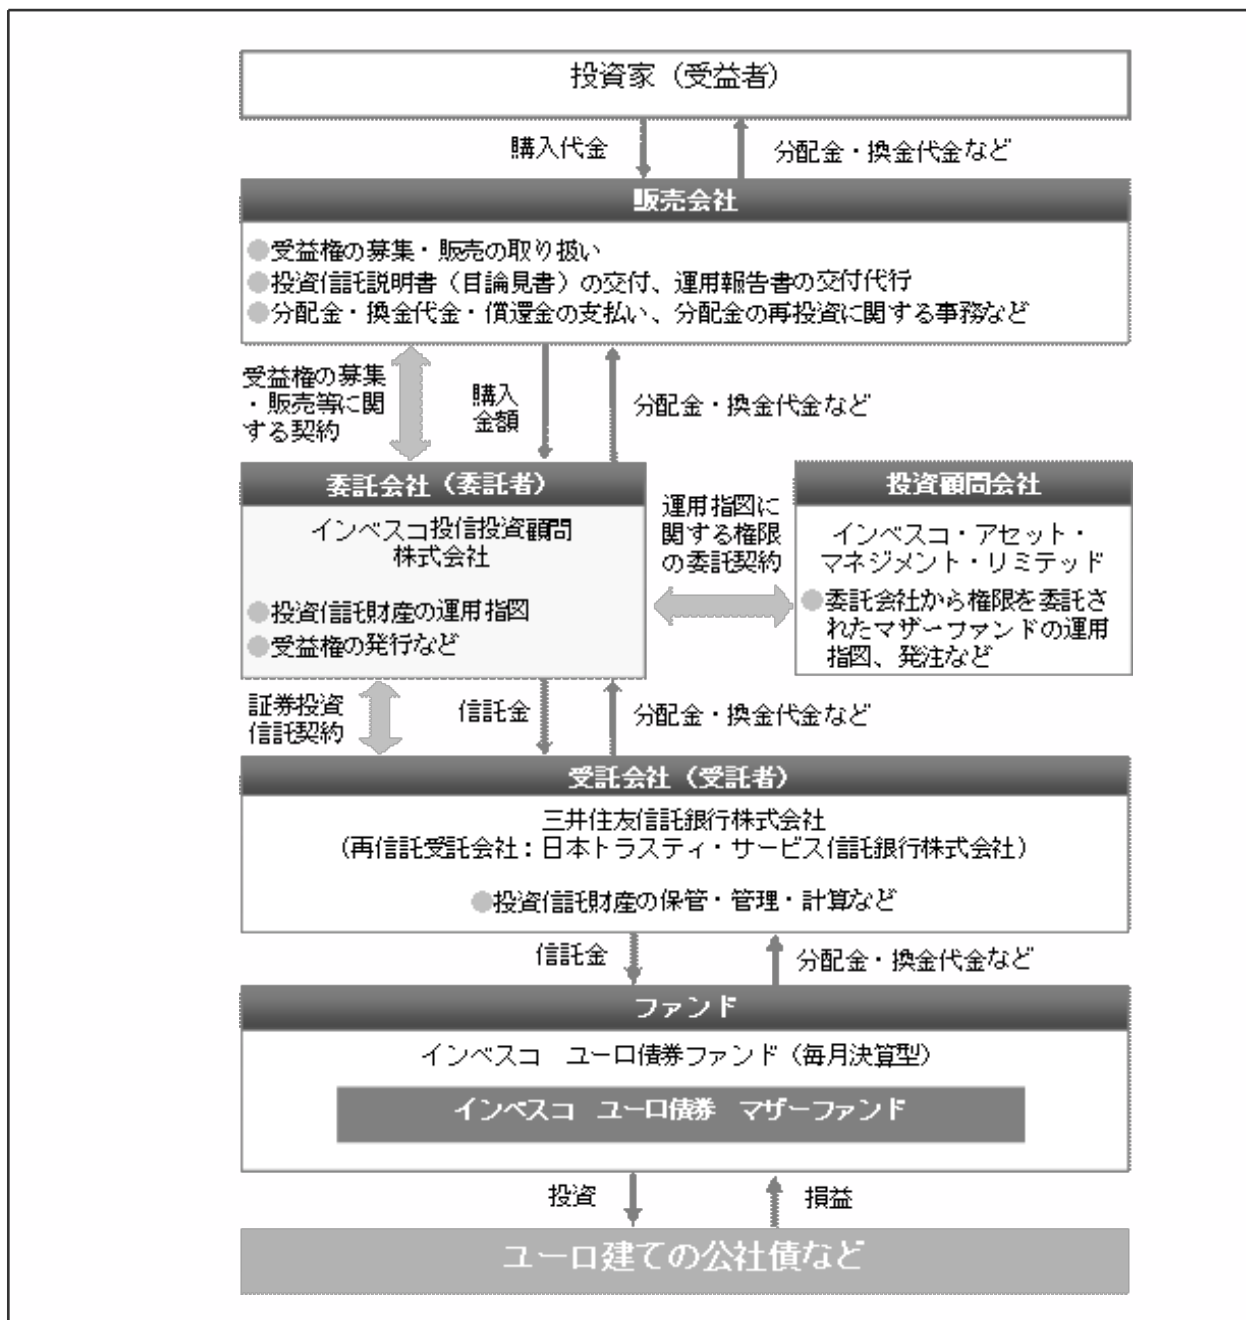 投資家（受益者）
購入代金
分配金・換金代金など
販売会社
●受益権の募集・販売の取り扱い
●投資信託説明書（目論見書）の交付、運用報告書の交付代行
●分配金・換金代金・償還金の支払い、分配金の再投資に関する事務など
受益権の募集
・販売等に関
する契約
購入
金額
分配金・換金代金など
委託会社（委託者）
インベスコ投信投資顧問
株式会社
●投資信託財産の運用指図
●受益権の発行など
運用指図に
関する権限
の委託契約
投資顧問会社
インベスコ・アセット・
マネジメント・リミテッド
●委託会社から権限を委託さ
れたマザーファンドの運用
指図、発注など
証券投資
信託契約
信託金
分配金・換金代金など
受託会社（受託者）
三井住友信託銀行株式会社
（再信託受託会社：日本トラスティ・サービス信託銀行株式会社）
●投資信託財産の保管・管理・計算など
信託金
分配金・換金代金など
ファンド
インベスコ　ユーロ債券ファンド（毎月決算型）
インベスコ　ユーロ債券　マザーファンド
投資
損益
ユーロ建ての公社債など